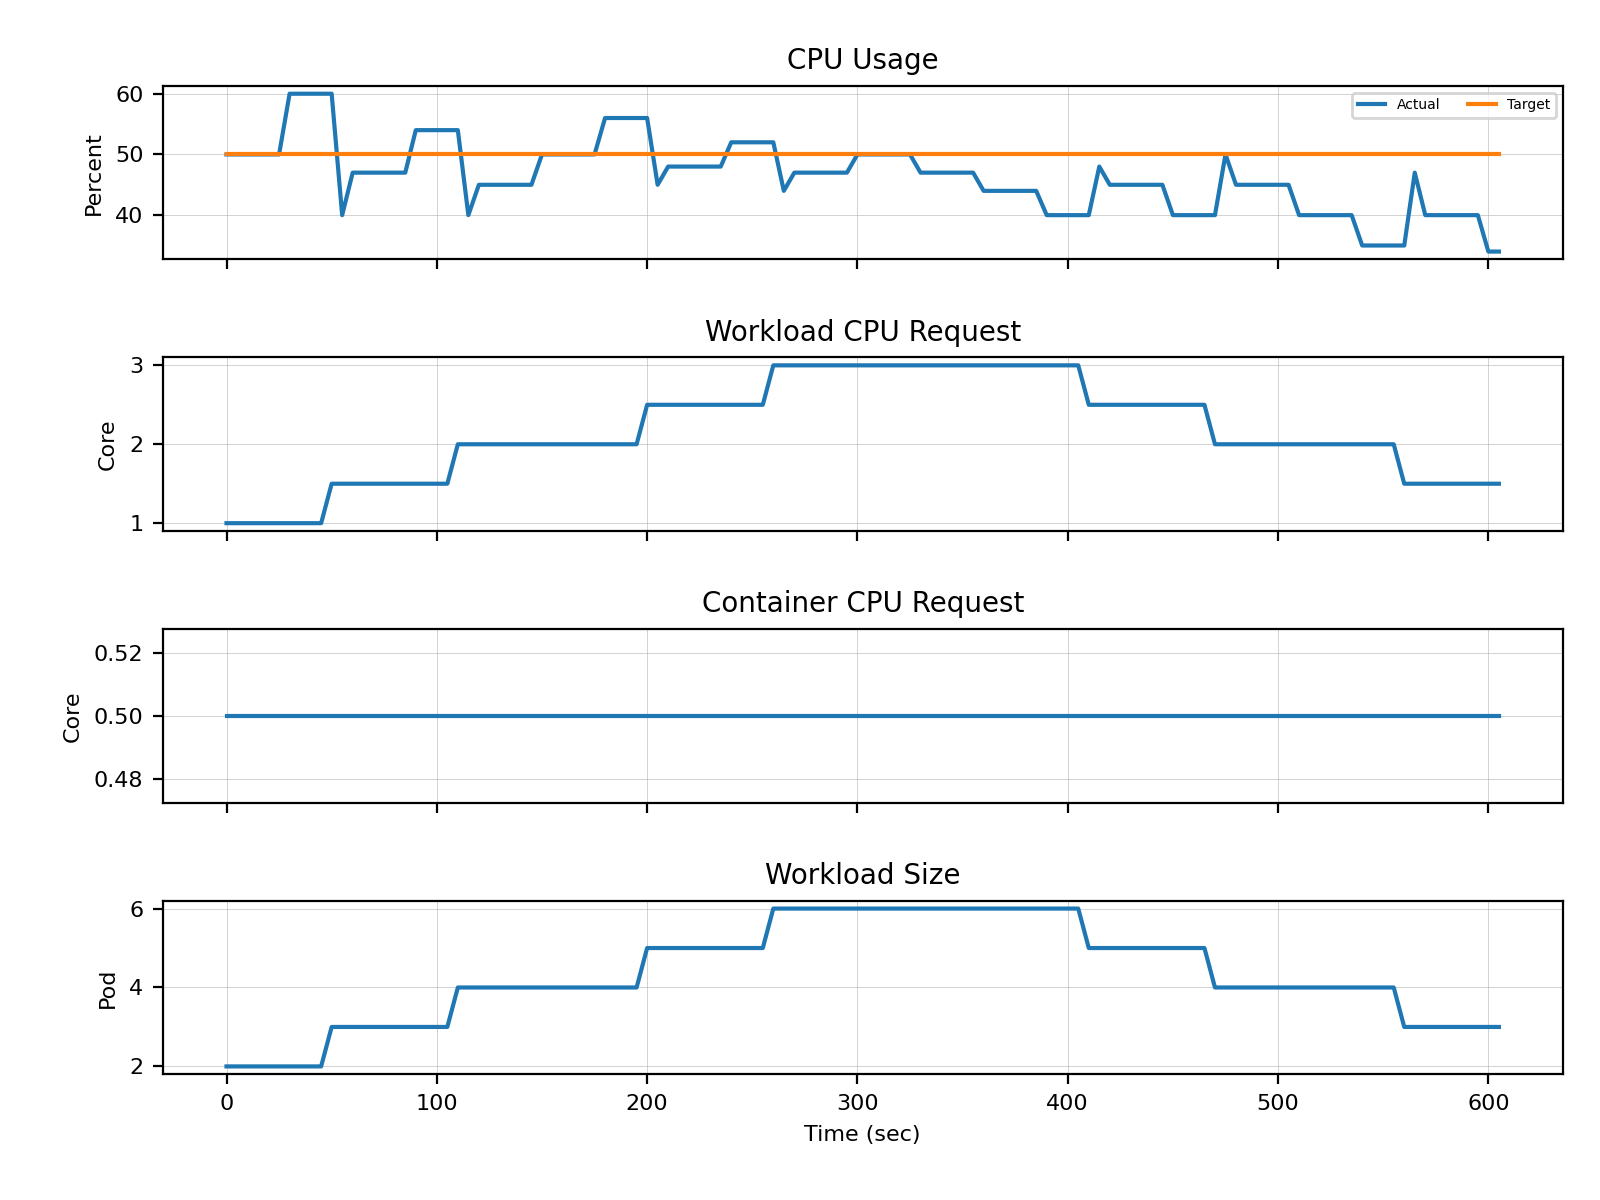 CPU Usage
Percent
60
50
40
Actual
Target
Workload CPU Request
Core
3
2
1
Container CPU Request
Core
0.52
0.50
0.48
Workload Size
Pod
6
4
2
0 100 200 300 400 500 600
Time (sec)